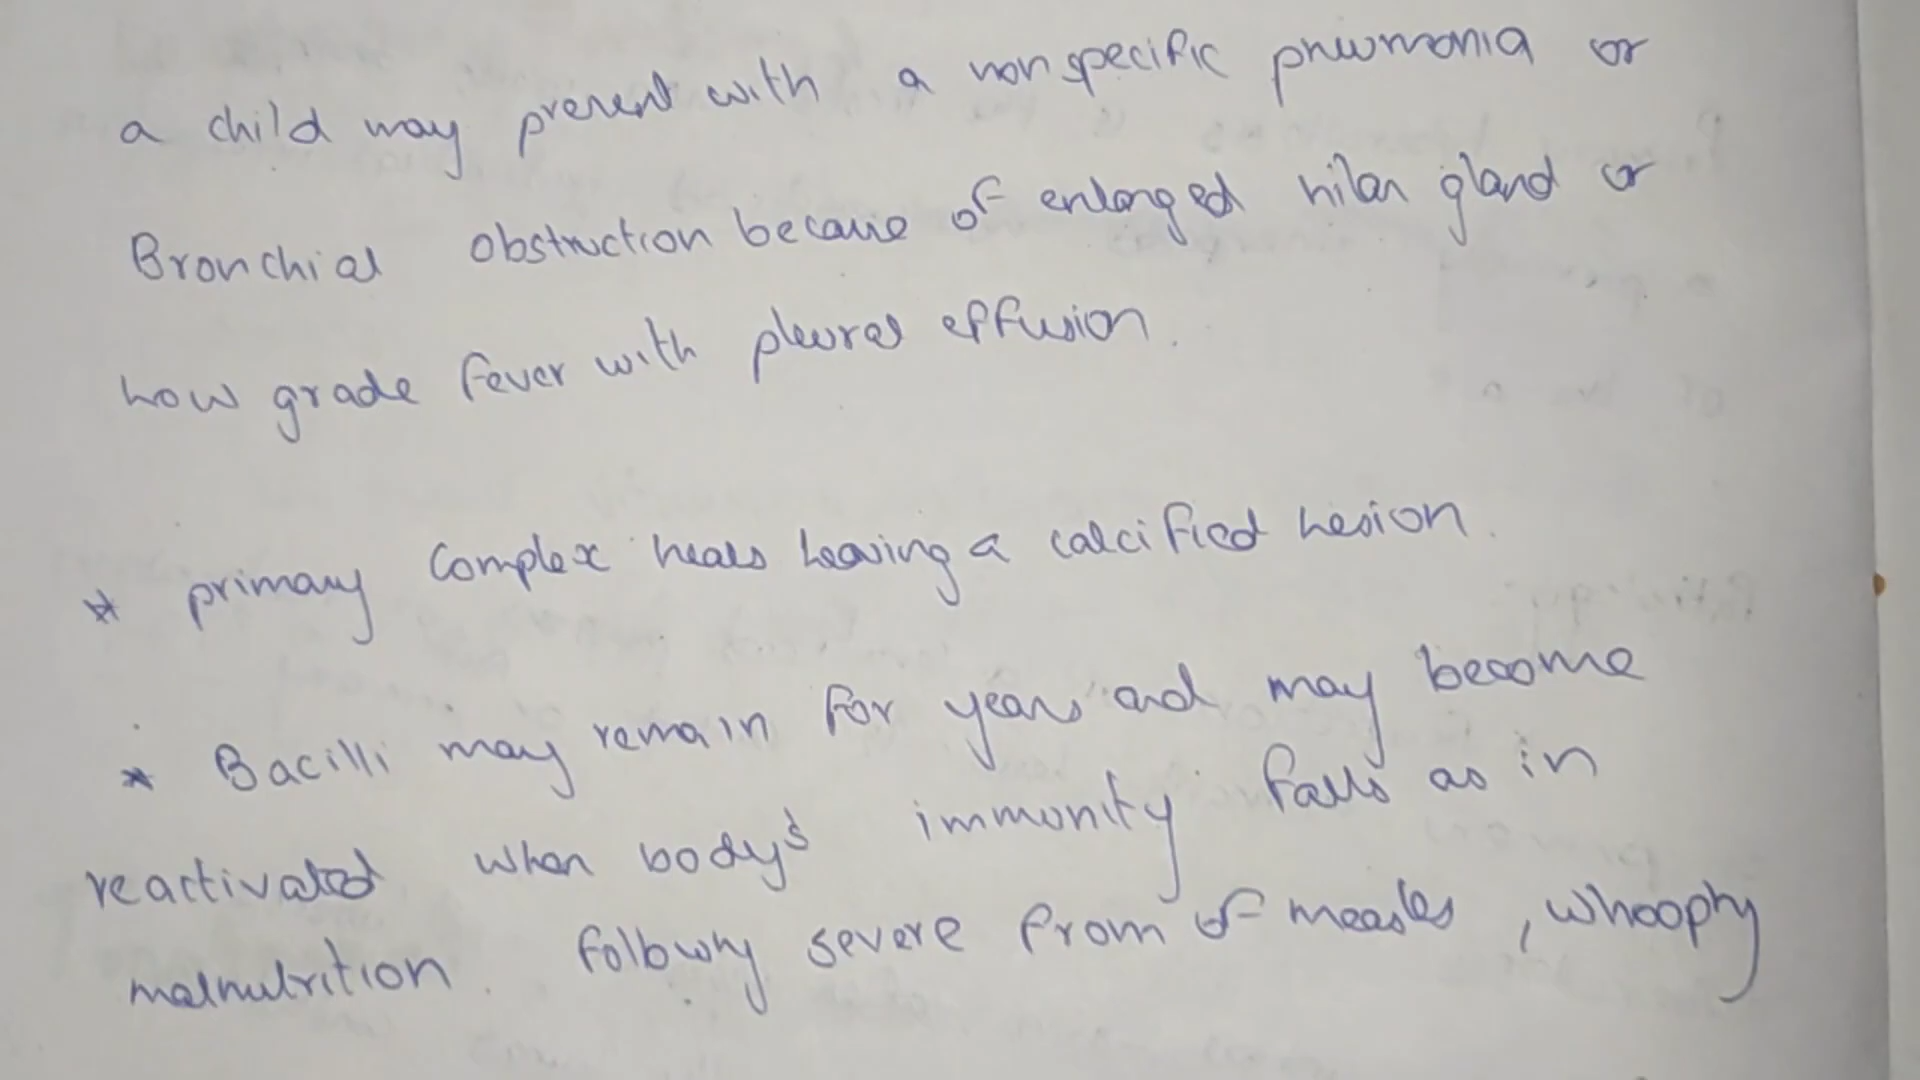 a child may present with a nonspecific pneumonia or
Bronchial obstruction because of enlarged hilar gland or
Low grade fever with pleural effusion.
* primary Complex heals Leaving a calcified Lesion.
* Bacilli may remain for years and may become
reactivated when body's immunity falls as in
malnutrition. following severe from of measles, whooping